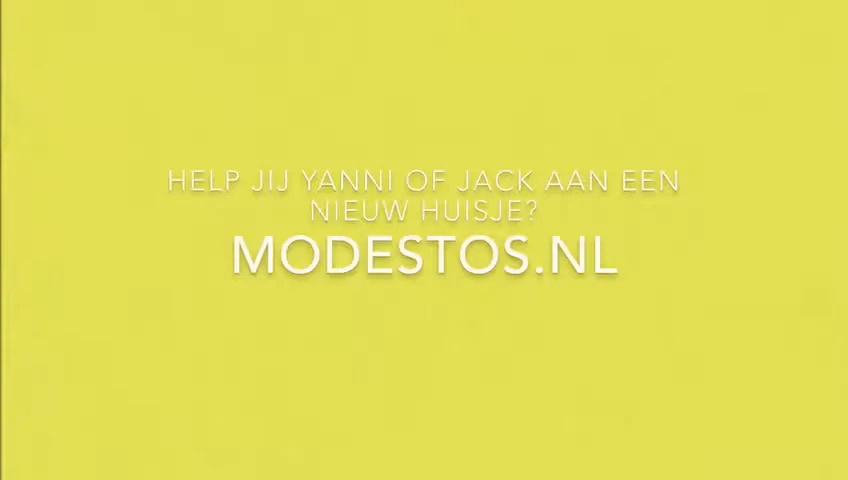 HELP JIJ YANNI OF JACK AAN EEN
NIEUW HUISJE?
MODESTOS.NL